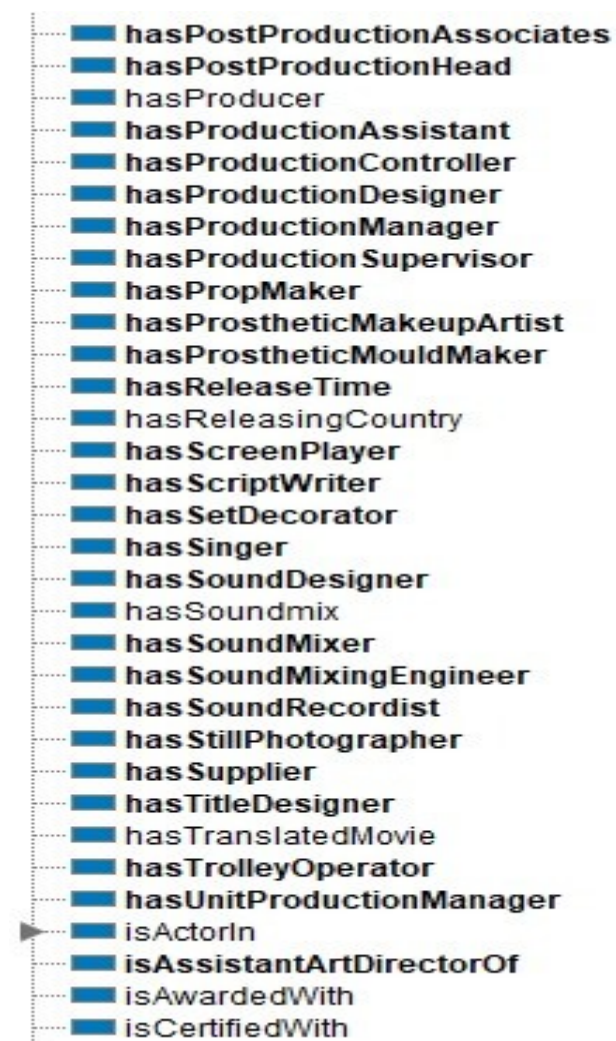 hasPostProductionAssociates
hasPostProductionHead
hasProducer
hasProductionAssistant
hasProductionController
hasProductionDesigner
hasProductionManager
hasProductionSupervisor
hasPropMaker
hasProstheticMakeupArtist
hasProstheticMouldMaker
hasReleaseTime
hasReleasingCountry
hasScreenPlayer
hasScriptWriter
hasSetDecorator
hasSinger
hasSoundDesigner
hasSoundmix
hasSoundMixer
hasSoundMixingEngineer
hasSoundRecordist
hasStillPhotographer
hasSupplier
hasTitleDesigner
hasTranslatedMovie
hasTrolleyOperator
hasUnitProductionManager
isActorIn
isAssistantArtDirectorOf
isAwardedWith
isCertifiedWith